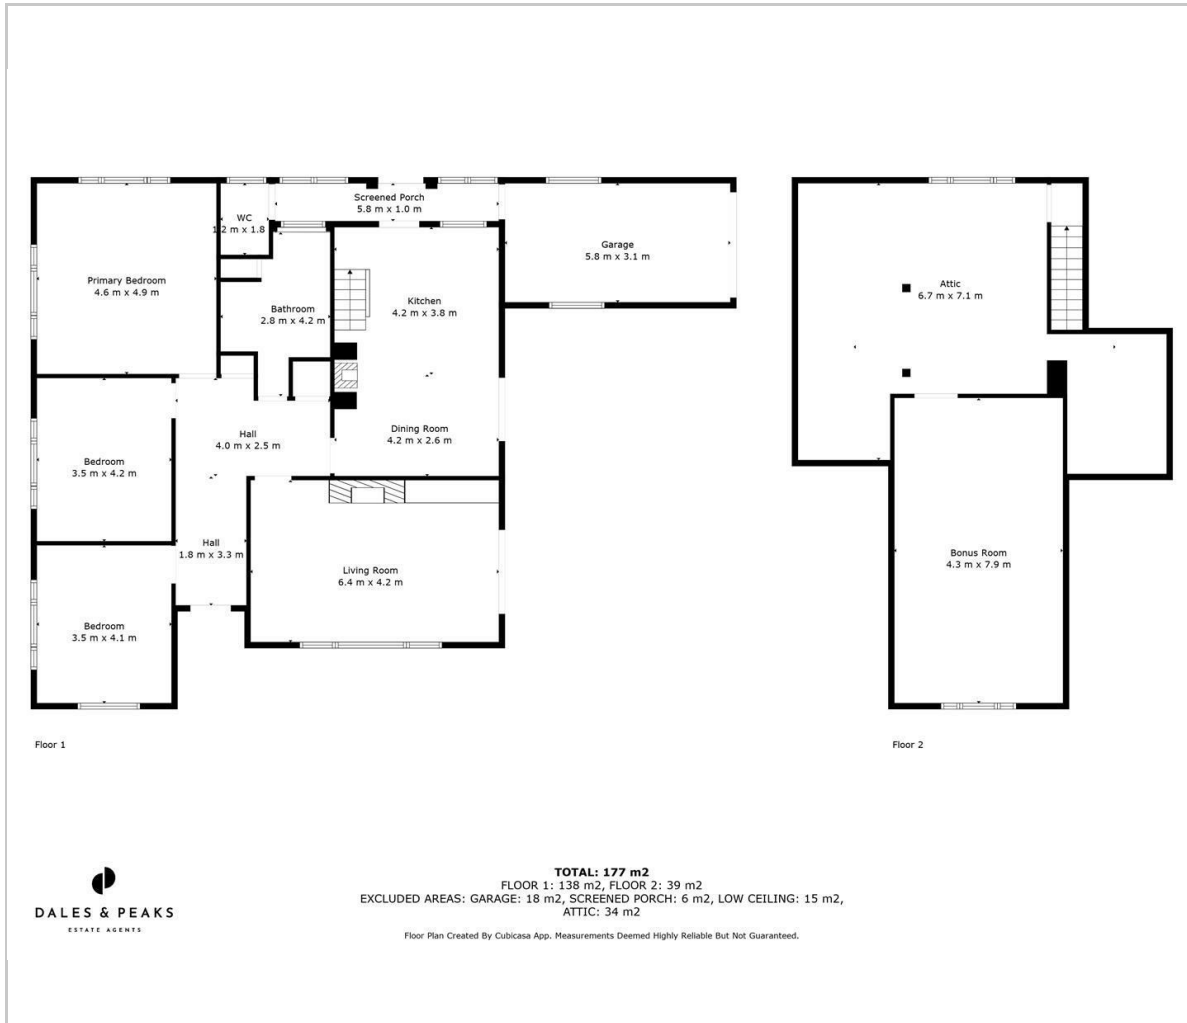 Screened Porch
5.8 m x 1.0 m
WC
1.2 m x 1.8
Garage
5.8 m x 3.1 m
Primary Bedroom
4.6 m x 4.9 m
Bathroom
2.8 m x 4.2 m
Kitchen
4.2 m x 3.8 m
Attic
6.7 m x 7.1 m
Dining Room
4.2 m x 2.6 m
Hall
4.0 m x 2.5 m
Bedroom
3.5 m x 4.2 m
Hall
1.8 m x 3.3 m
Living Room
6.4 m x 4.2 m
Bonus Room
4.3 m x 7.9 m
Bedroom
3.5 m x 4.1 m
Floor 1
Floor 2
TOTAL: 177 m2
FLOOR 1: 138 m2, FLOOR 2: 39 m2
EXCLUDED AREAS: GARAGE: 18 m2, SCREENED PORCH: 6 m2, LOW CEILING: 15 m2,
ATTIC: 34 m2
Floor Plan Created By Cubicasa App. Measurements Deemed Highly Reliable But Not Guaranteed.
DALES & PEAKS
ESTATE AGENTS